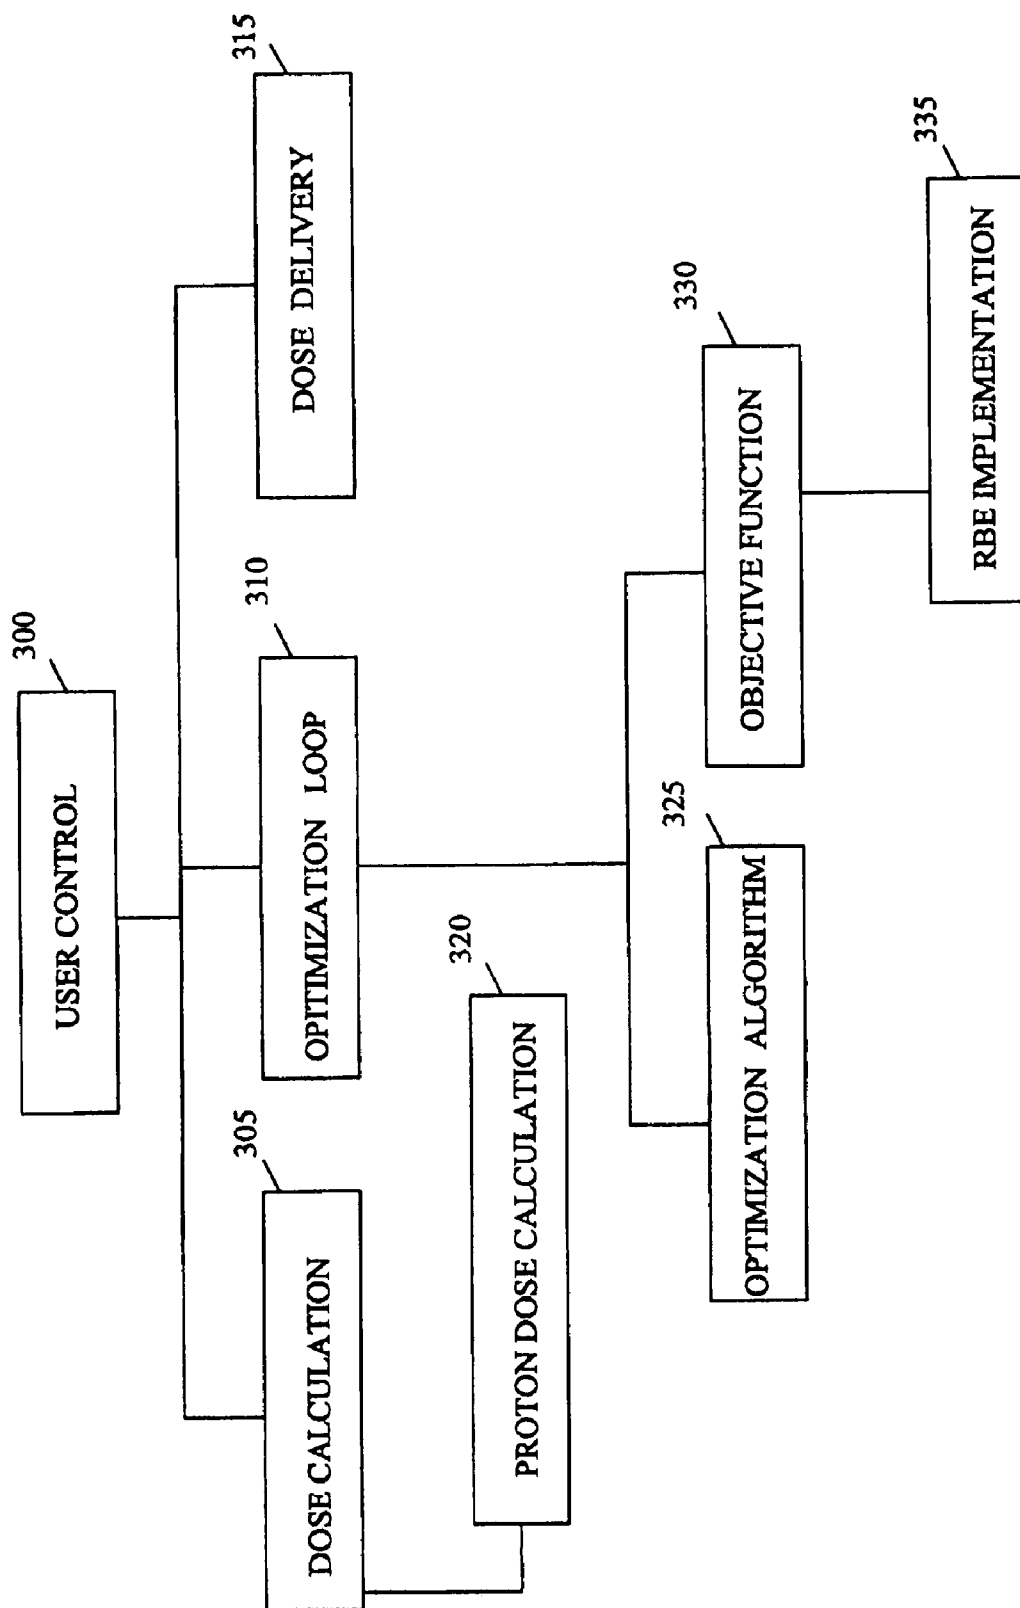 300
USER CONTROL
305
DOSE CALCULATION
310
OPITIMIZATION LOOP
315
DOSE DELIVERY
320
PROTON DOSE CALCULATION
325
OPTIMIZATION ALGORITHM
330
OBJECTIVE FUNCTION
335
RBE IMPLEMENTATION